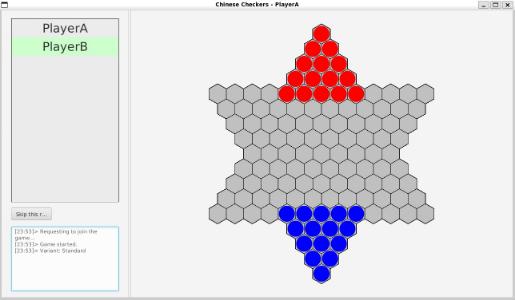 Chinese Checkers - PlayerA
PlayerA
PlayerB
Skip this r...
[23:53]> Requesting to join the
game...
[23:53]> Game started.
[23:53]> Variant: Standard